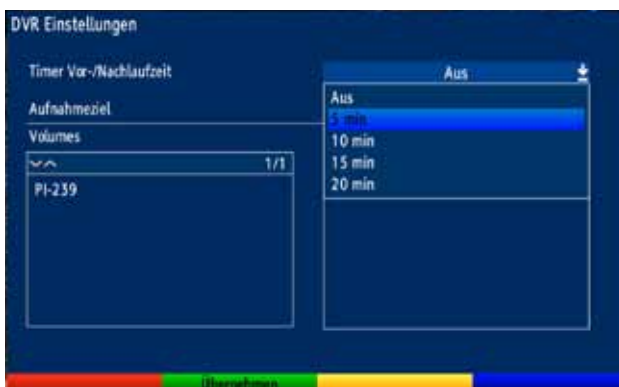 DVR Einstellungen
Timer Vor-/Nachlaufzeit
Aus
Aufnahmeziel
Aus
5 min
10 min
15 min
20 min
Volumes
1/1
PI-239
Übernehmen